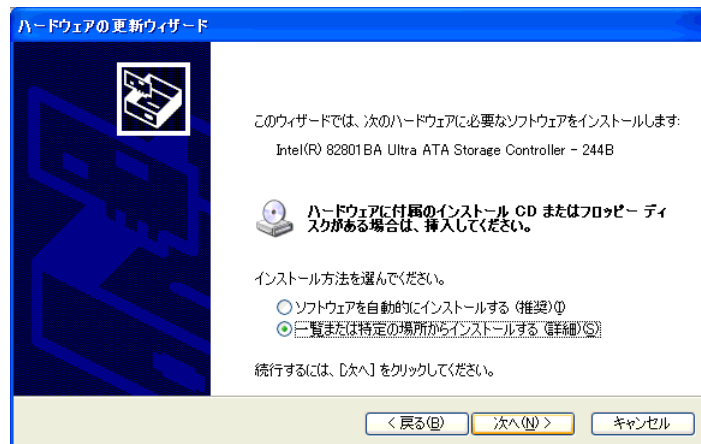 ハードウェアの更新ウィザード
このウィザードでは、次のハードウェアに必要なソフトウェアをインストールします:
Intel(R) 82801BA Ultra ATA Storage Controller - 244B
ハードウェアに付属のインストール CD またはフロッピー ディ
スクがある場合は、挿入してください。
インストール方法を選んでください。
ソフトウェアを自動的にインストールする (推奨)(I)
一覧または特定の場所からインストールする (詳細)(S)
続行するには、[次へ] をクリックしてください。
< 戻る(B) 次へ(N) > キャンセル